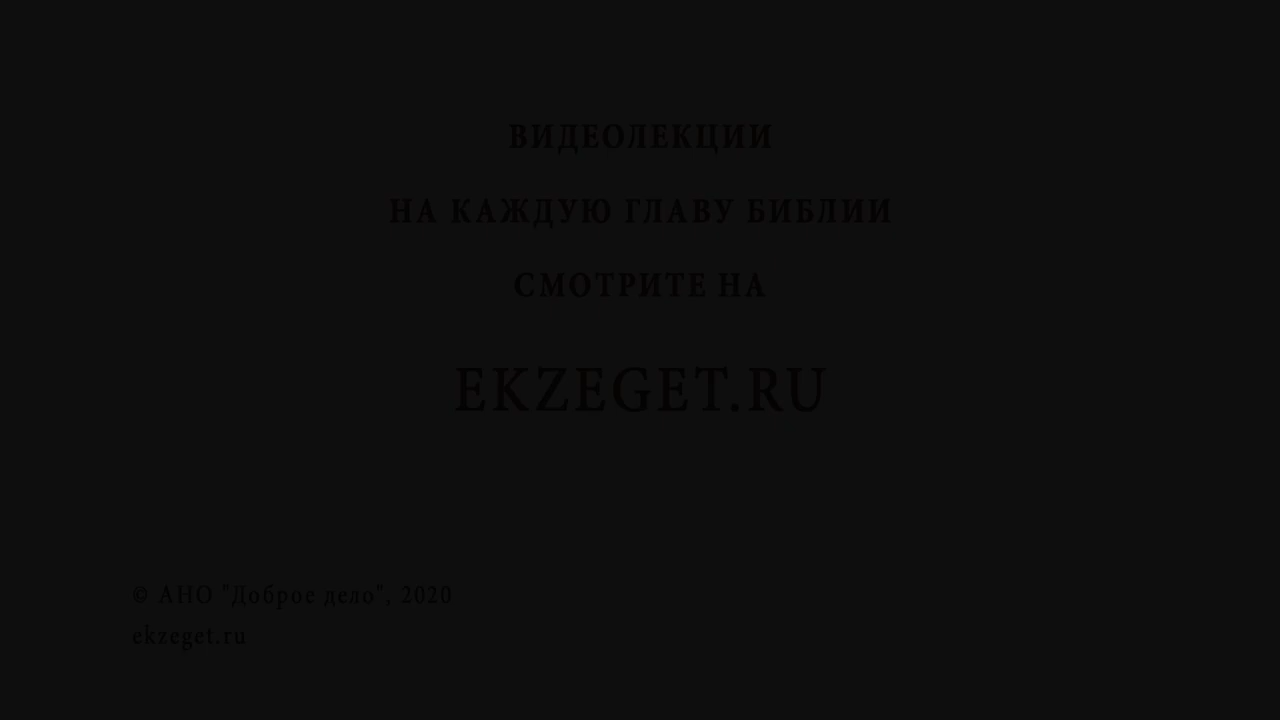 ВИДЕОЛЕКЦИИ
НА КАЖДУЮ ГЛАВУ БИБЛИИ
СМОТРИТЕ НА
EKZEGET.RU
© АНО "Доброе дело", 2020
ekzeget.ru